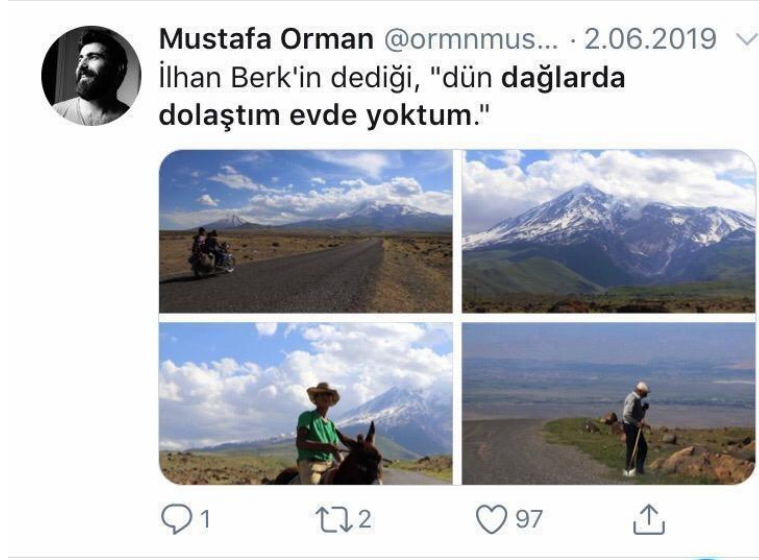 Mustafa Orman @ormnmus... · 2.06.2019
İlhan Berk'in dediği, "dün dağlarda
dolaştım evde yoktum."
1 2 97